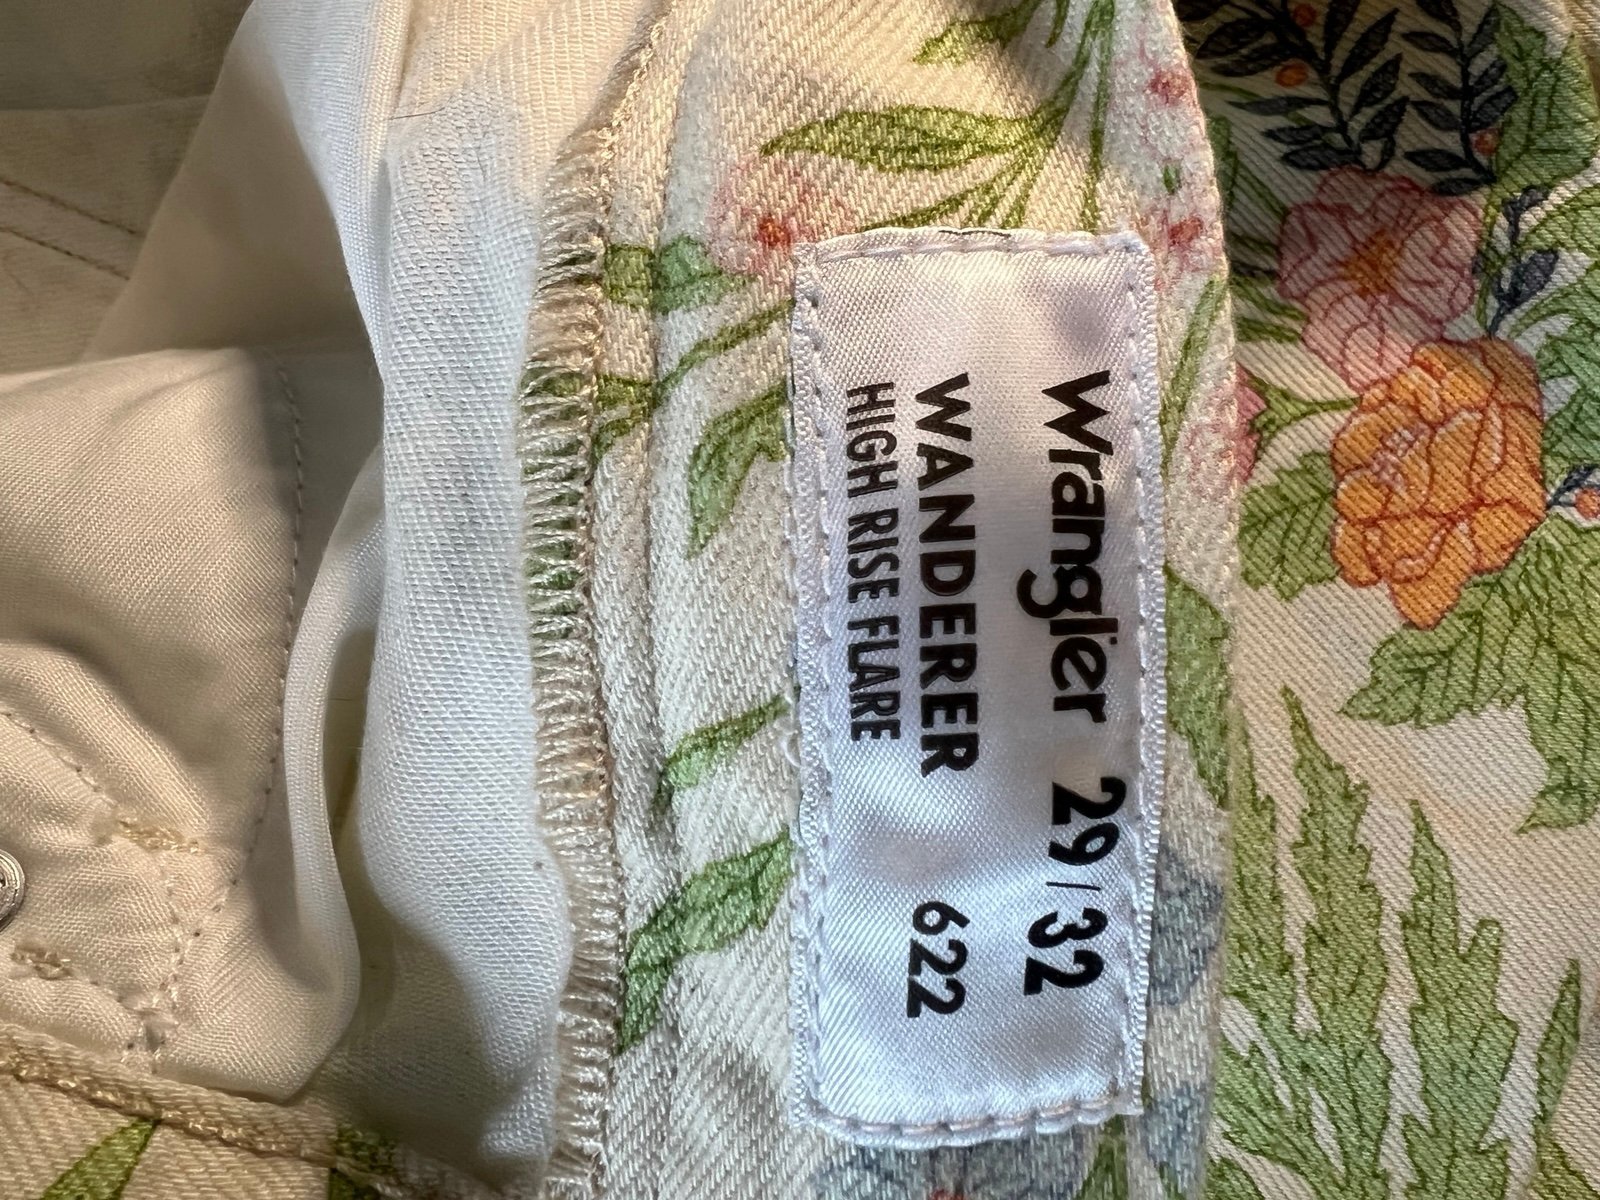 Wrangler 29/32
WANDERER 622
HIGH RISE FLARE